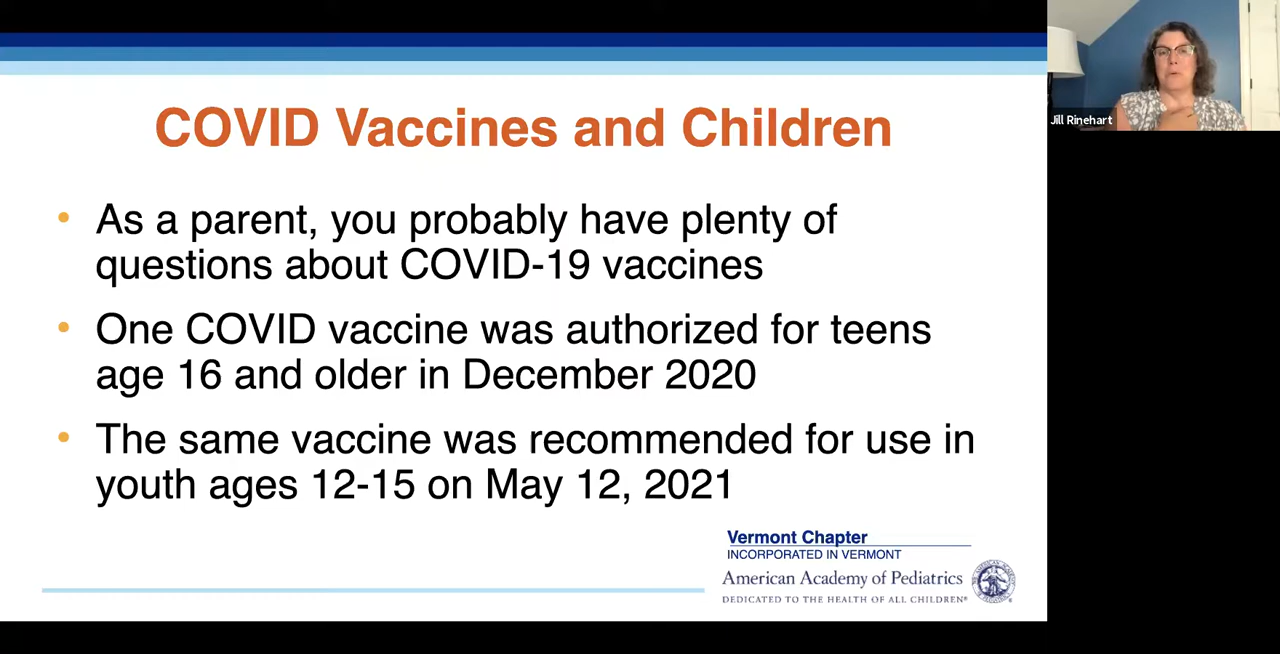 COVID Vaccines and Children
Jill Rinehart
• As a parent, you probably have plenty of
questions about COVID-19 vaccines
• One COVID vaccine was authorized for teens
age 16 and older in December 2020
• The same vaccine was recommended for use in
youth ages 12-15 on May 12, 2021
Vermont Chapter
INCORPORATED IN VERMONT
American Academy of Pediatrics
DEDICATED TO THE HEALTH OF ALL CHILDREN®